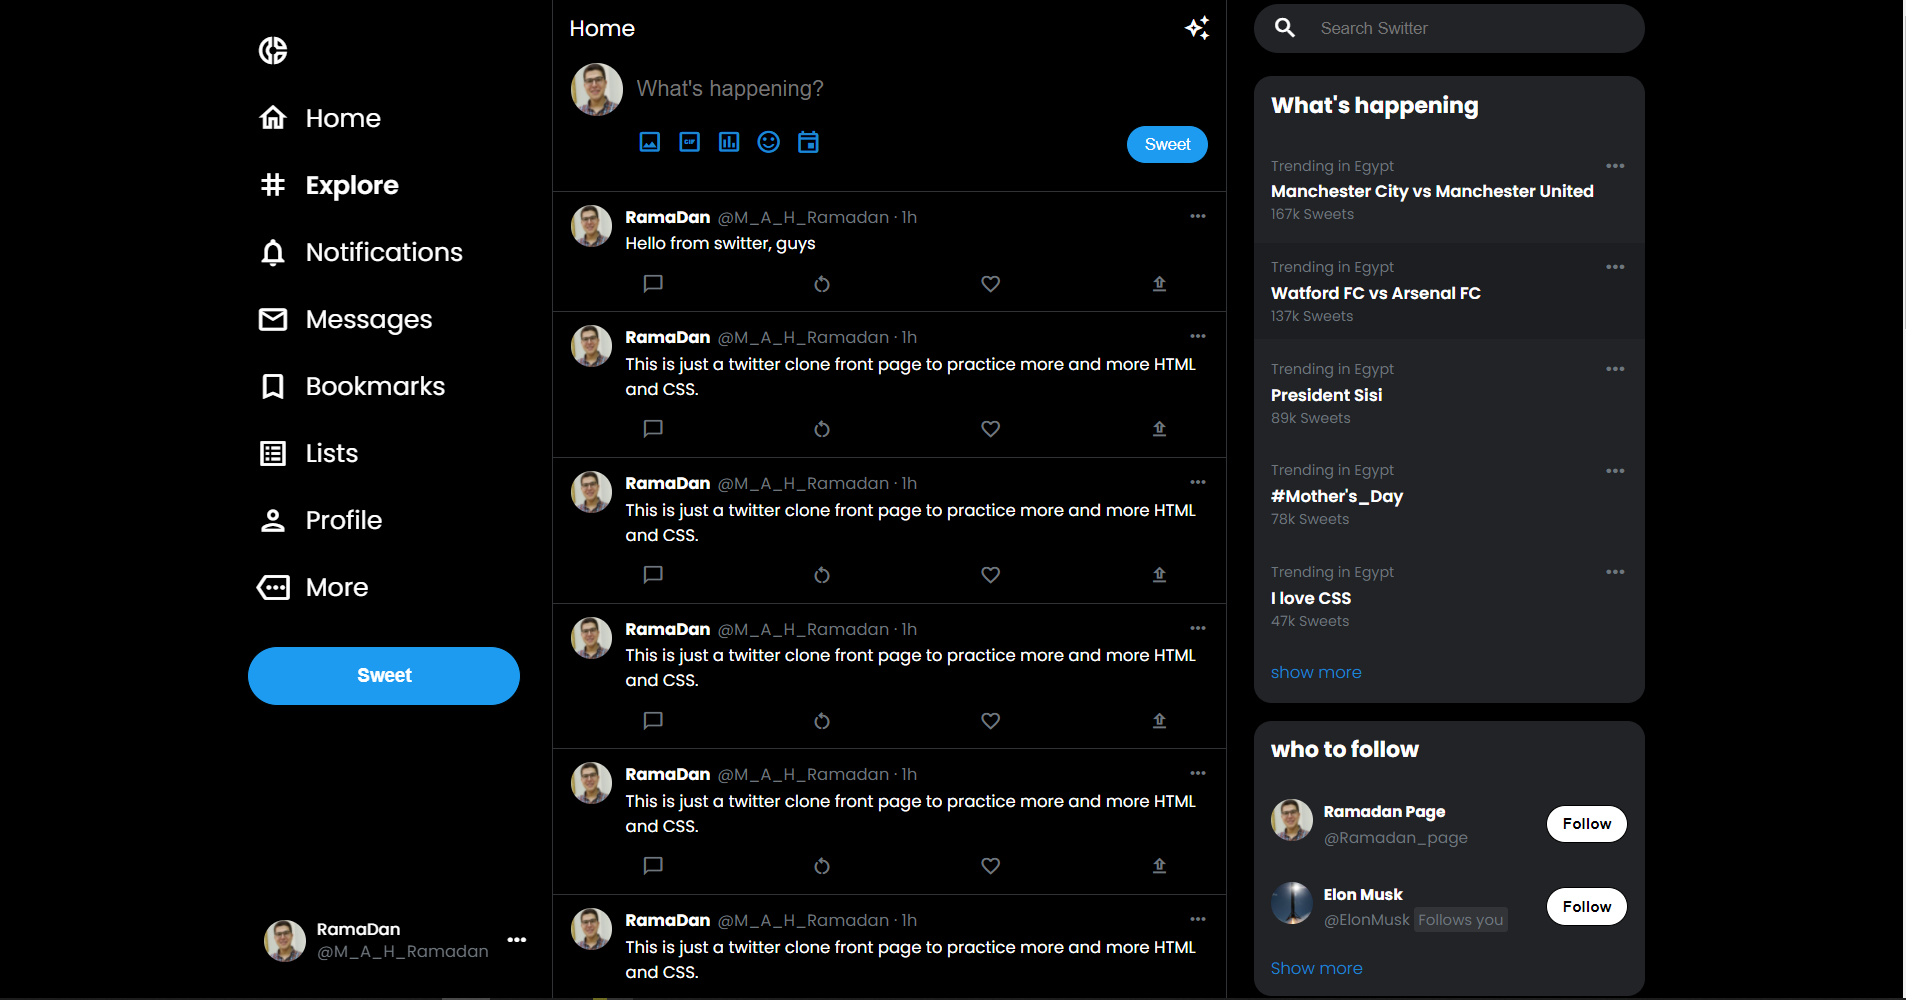 Home
Explore
Notifications
Messages
Bookmarks
Lists
Profile
More
Sweet
RamaDan
@M_A_H_Ramadan
Home
What's happening?
GIF
Sweet
RamaDan @M_A_H_Ramadan · 1h
Hello from switter, guys
RamaDan @M_A_H_Ramadan · 1h
This is just a twitter clone front page to practice more and more HTML
and CSS.
RamaDan @M_A_H_Ramadan · 1h
This is just a twitter clone front page to practice more and more HTML
and CSS.
RamaDan @M_A_H_Ramadan · 1h
This is just a twitter clone front page to practice more and more HTML
and CSS.
RamaDan @M_A_H_Ramadan · 1h
This is just a twitter clone front page to practice more and more HTML
and CSS.
RamaDan @M_A_H_Ramadan · 1h
This is just a twitter clone front page to practice more and more HTML
and CSS.
Search Switter
What's happening
Trending in Egypt
Manchester City vs Manchester United
167k Sweets
Trending in Egypt
Watford FC vs Arsenal FC
137k Sweets
Trending in Egypt
President Sisi
89k Sweets
Trending in Egypt
#Mother's_Day
78k Sweets
Trending in Egypt
I love CSS
47k Sweets
show more
who to follow
Ramadan Page
@Ramadan_page
Follow
Elon Musk
@ElonMusk Follows you
Follow
Show more